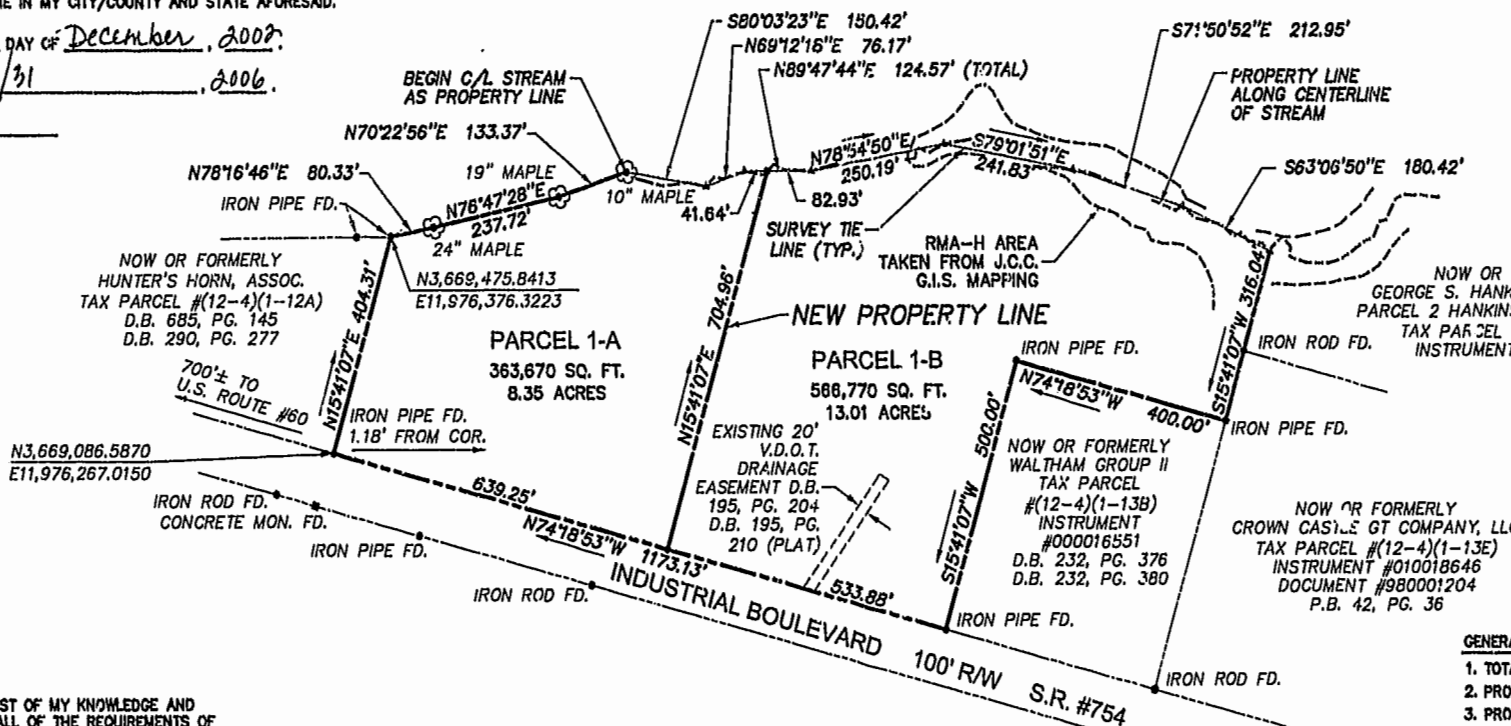 E IN MY CITY/COUNTY AND STATE AFORESAID.
DAY OF December, 2002.
31, 2006.
BEGIN C/L STREAM
AS PROPERTY LINE
S80°03'23"E 150.42'
N69°12'16"E 76.17'
N89°47'44"E 124.57' (TOTAL)
S71°50'52"E 212.95'
PROPERTY LINE
ALONG CENTERLINE
OF STREAM
N70°22'56"E 133.37'
N78°16'46"E 80.33'
19" MAPLE
N76°47'28"E
237.72'
10" MAPLE
24" MAPLE
IRON PIPE FD.
41.64'
82.93'
N78°54'50"E
250.19'
S79°01'51"E
241.83'
S63°06'50"E 180.42'
SURVEY TIE
LINE (TYP.)
RMA-H AREA
TAKEN FROM J.C.C.
G.I.S. MAPPING
NOW OR FORMERLY
HUNTER'S HORN, ASSOC.
TAX PARCEL #(12-4)(1-12A)
D.B. 685, PG. 145
D.B. 290, PG. 277
N3,669,475.8413
E11,976,376.3223
N15°41'07"E 404.31'
700'± TO
U.S. ROUTE #60
PARCEL 1-A
363,670 SQ. FT.
8.35 ACRES
N15°41'07"E 704.96'
NEW PROPERTY LINE
PARCEL 1-B
566,770 SQ. FT.
13.01 ACRES
IRON PIPE FD.
N74°18'53"W
400.00'
S15°41'07"W 316.04'
IRON ROD FD.
IRON PIPE FD.
NOW OR
GEORGE S. HANK
PARCEL 2 HANKIN
TAX PARCEL
INSTRUMENT
IRON PIPE FD.
1.18' FROM COR.
N3,669,086.5870
E11,976,267.0150
IRON ROD FD.
CONCRETE MON. FD.
IRON PIPE FD.
IRON ROD FD.
639.25'
N74°18'53"W
1173.13'
533.88'
EXISTING 20'
V.D.O.T.
DRAINAGE
EASEMENT D.B.
195, PG. 204
D.B. 195, PG.
210 (PLAT)
S15°41'07"W 500.00'
NOW OR FORMERLY
WALTHAM GROUP II
TAX PARCEL
#(12-4)(1-13B)
INSTRUMENT
#000016551
D.B. 232, PG. 376
D.B. 232, PG. 380
NOW OR FORMERLY
CROWN CASTLE GT COMPANY, LLC
TAX PARCEL #(12-4)(1-13E)
INSTRUMENT #010018646
DOCUMENT #980001204
P.B. 42, PG. 36
IRON PIPE FD.
INDUSTRIAL BOULEVARD 100' R/W S.R. #754
IRON ROD FD.
GENERA
1. TOTA
2. PRO
3. PRO
ST OF MY KNOWLEDGE AND
ALL OF THE REQUIREMENTS OF